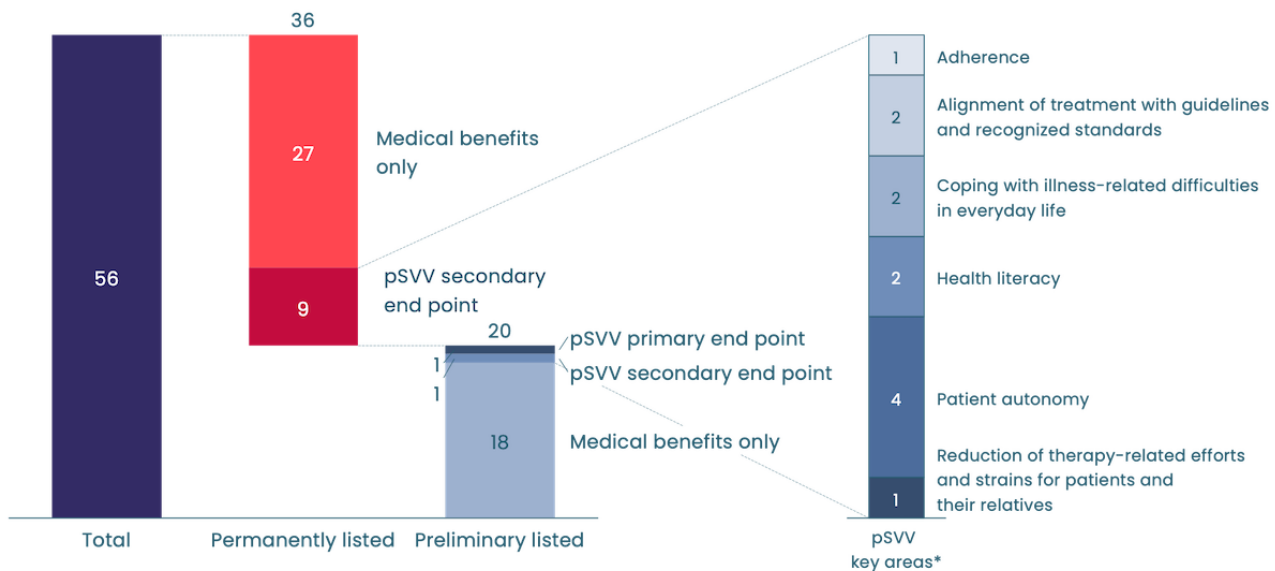 36
27
Medical benefits
only
56
9
pSVV secondary
end point
20
1
1
pSVV primary end point
pSVV secondary end point
18
Medical benefits only
Total
Permanently listed
Preliminary listed
1
Adherence
2
Alignment of treatment with guidelines
and recognized standards
2
Coping with illness-related difficulties
in everyday life
2
Health literacy
4
Patient autonomy
1
Reduction of therapy-related efforts
and strains for patients and
their relatives
pSVV
key areas*